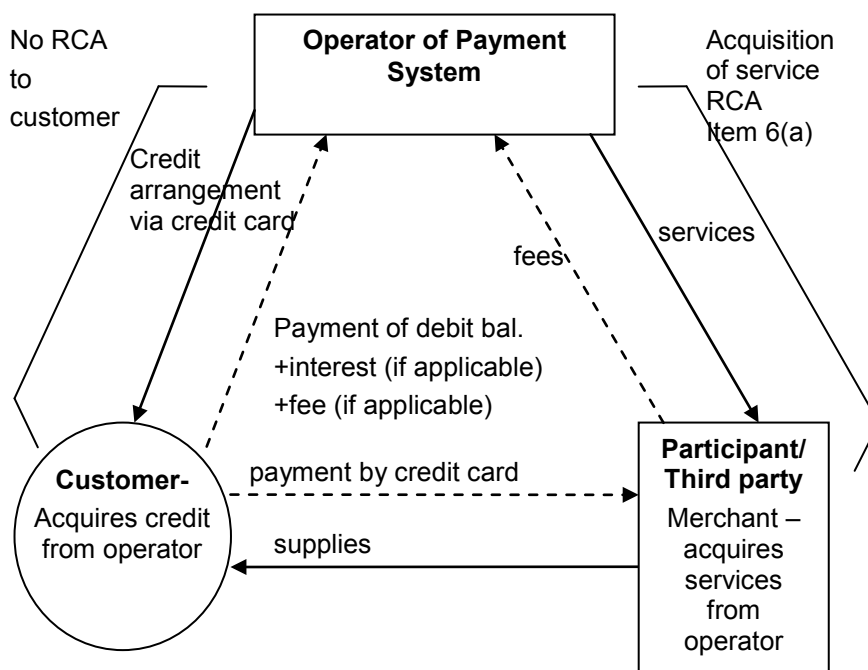 No RCA
to
customer
Operator of Payment
System
Acquisition
of service
RCA
Item 6(a)
Credit
arrangement
via credit card
services
fees
Payment of debit bal.
+interest (if applicable)
+fee (if applicable)
Customer-
Acquires credit
from operator
payment by credit card
supplies
Participant/
Third party
Merchant –
acquires
services
from
operator